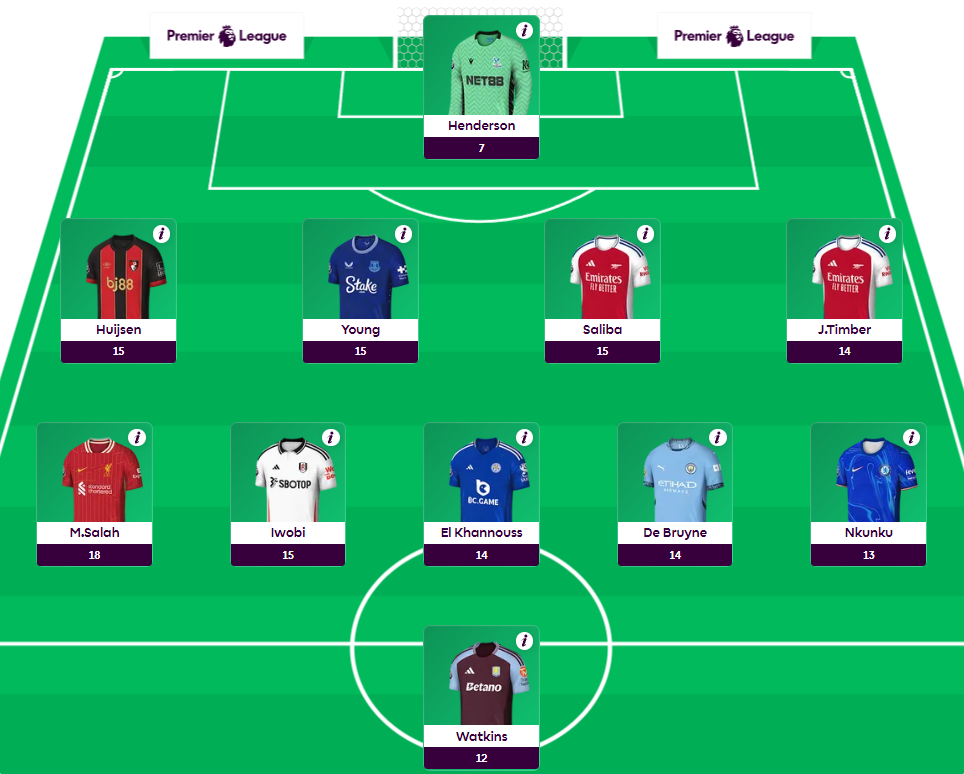 Premier League
Premier League
i
NET88
Henderson
7
i
i
i
i
bj88
Stake
Emirates
FLY BETTER
Emirates
FLY BETTER
Huijsen
Young
Saliba
J.Timber
15
15
15
14
i
i
i
i
i
Standard
Chartered
SBOTOP
BC.GAME
ETIHAD
AIRWAYS
M.Salah
Iwobi
El Khannouss
De Bruyne
Nkunku
18
15
14
14
13
i
Betano
Watkins
12